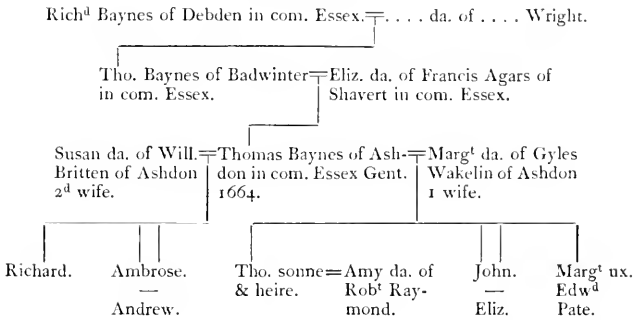 Richᵈ Baynes of Debden in com. Essex. . . . . da. of . . . . Wright.
Tho. Baynes of Badwinter Eliz. da. of Francis Agars of
in com. Essex. Shavert in com. Essex.
Susan da. of Will. Thomas Baynes of Ash- Margᵗ da. of Gyles
Britten of Ashdon don in com. Essex Gent. Wakelin of Ashdon
2ᵈ wife. 1664. 1 wife.
Richard. Ambrose. Tho. sonne = Amy da. of John. Margᵗ ux.
— & heire. Robᵗ Ray- — Edwᵈ
Andrew. mond. Eliz. Pate.